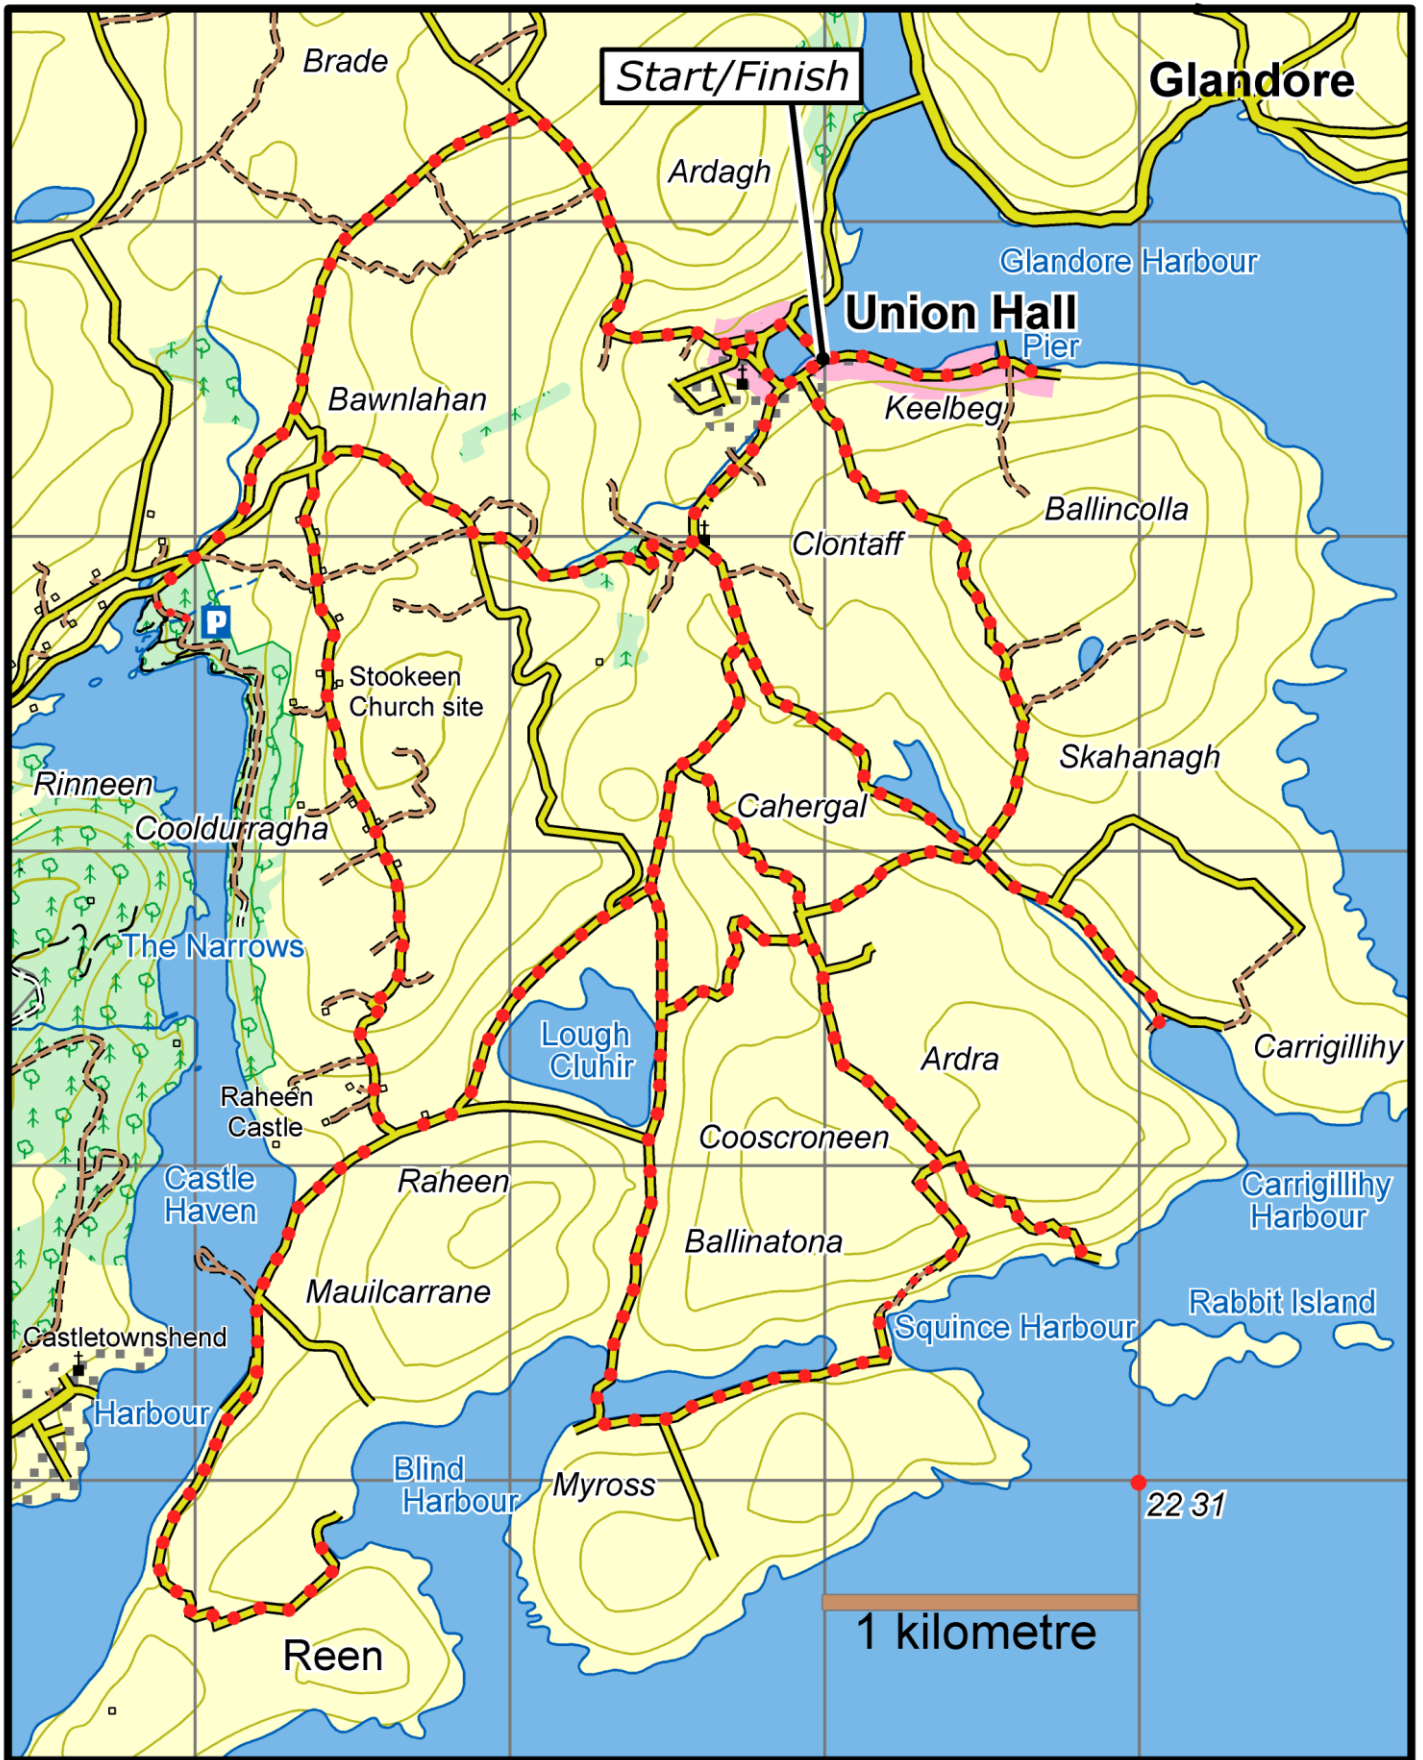 Brade
Start/Finish
Glandore
Ardagh
Glandore Harbour
Union Hall
Pier
Bawnlahan
Keelbeg
Ballincolla
Clontaff
P
Stookeen
Church site
Skahanagh
Rinneen
Cahergal
Cooldurragha
The Narrows
Lough
Cluhir
Ardra
Carrigillihy
Raheen
Castle
Cooscroneen
Castle
Haven
Raheen
Carrigillihy
Harbour
Ballinatona
Mauilcarrane
Rabbit Island
Squince Harbour
Castletownshend
Harbour
Blind
Harbour
Myross
22 31
1 kilometre
Reen